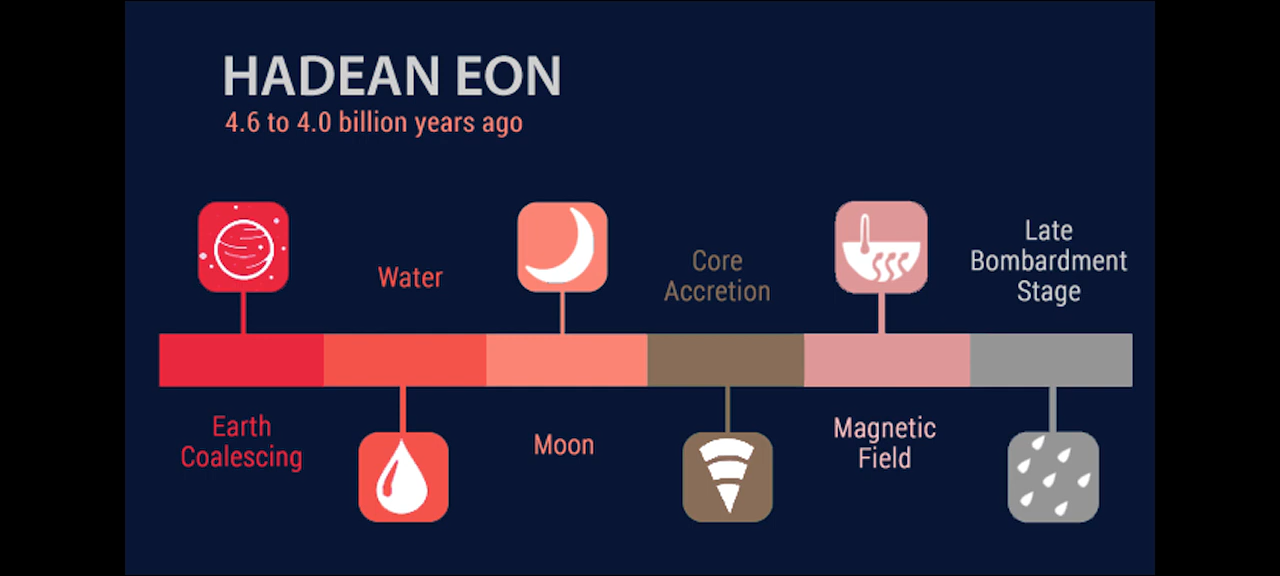 HADEAN EON
4.6 to 4.0 billion years ago
Earth
Coalescing
Water
Moon
Core
Accretion
Magnetic
Field
Late
Bombardment
Stage